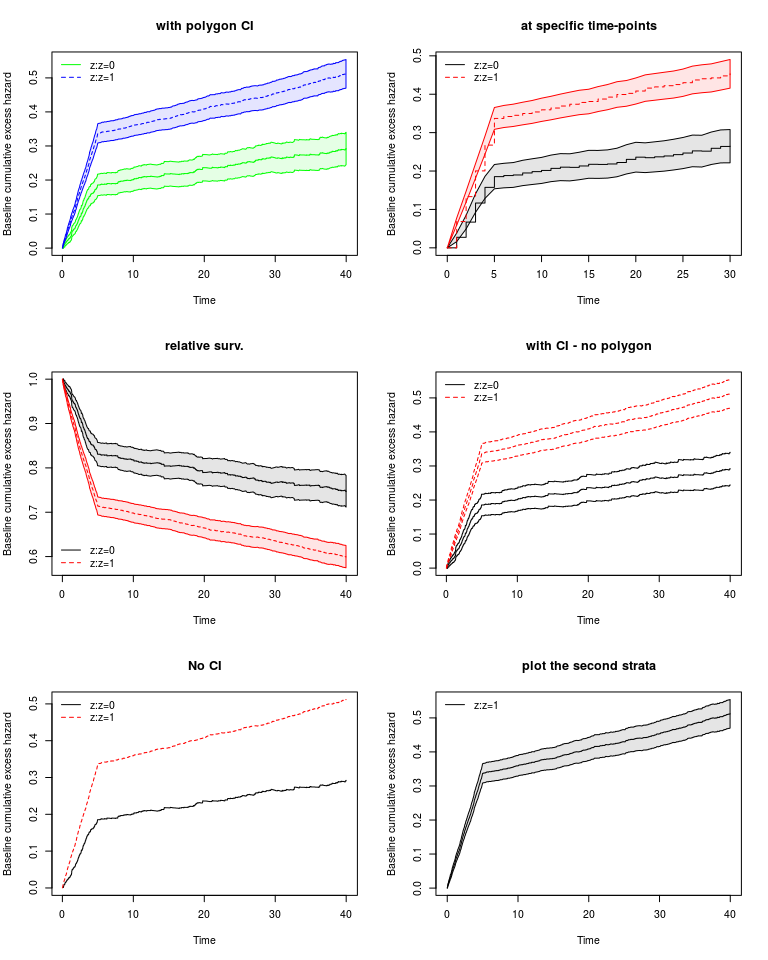 with polygon CI
z:z=0
z:z=1
Baseline cumulative excess hazard
0.0
0.1
0.2
0.3
0.4
0.5
0
10
20
30
40
Time
at specific time-points
z:z=0
z:z=1
Baseline cumulative excess hazard
0.0
0.1
0.2
0.3
0.4
0.5
0
5
10
15
20
25
30
Time
relative surv.
z:z=0
z:z=1
Baseline cumulative excess hazard
0.6
0.7
0.8
0.9
1.0
0
10
20
30
40
Time
with CI - no polygon
z:z=0
z:z=1
Baseline cumulative excess hazard
0.0
0.1
0.2
0.3
0.4
0.5
0
10
20
30
40
Time
No CI
z:z=0
z:z=1
Baseline cumulative excess hazard
0.0
0.1
0.2
0.3
0.4
0.5
0
10
20
30
40
Time
plot the second strata
z:z=1
Baseline cumulative excess hazard
0.0
0.1
0.2
0.3
0.4
0.5
0
10
20
30
40
Time